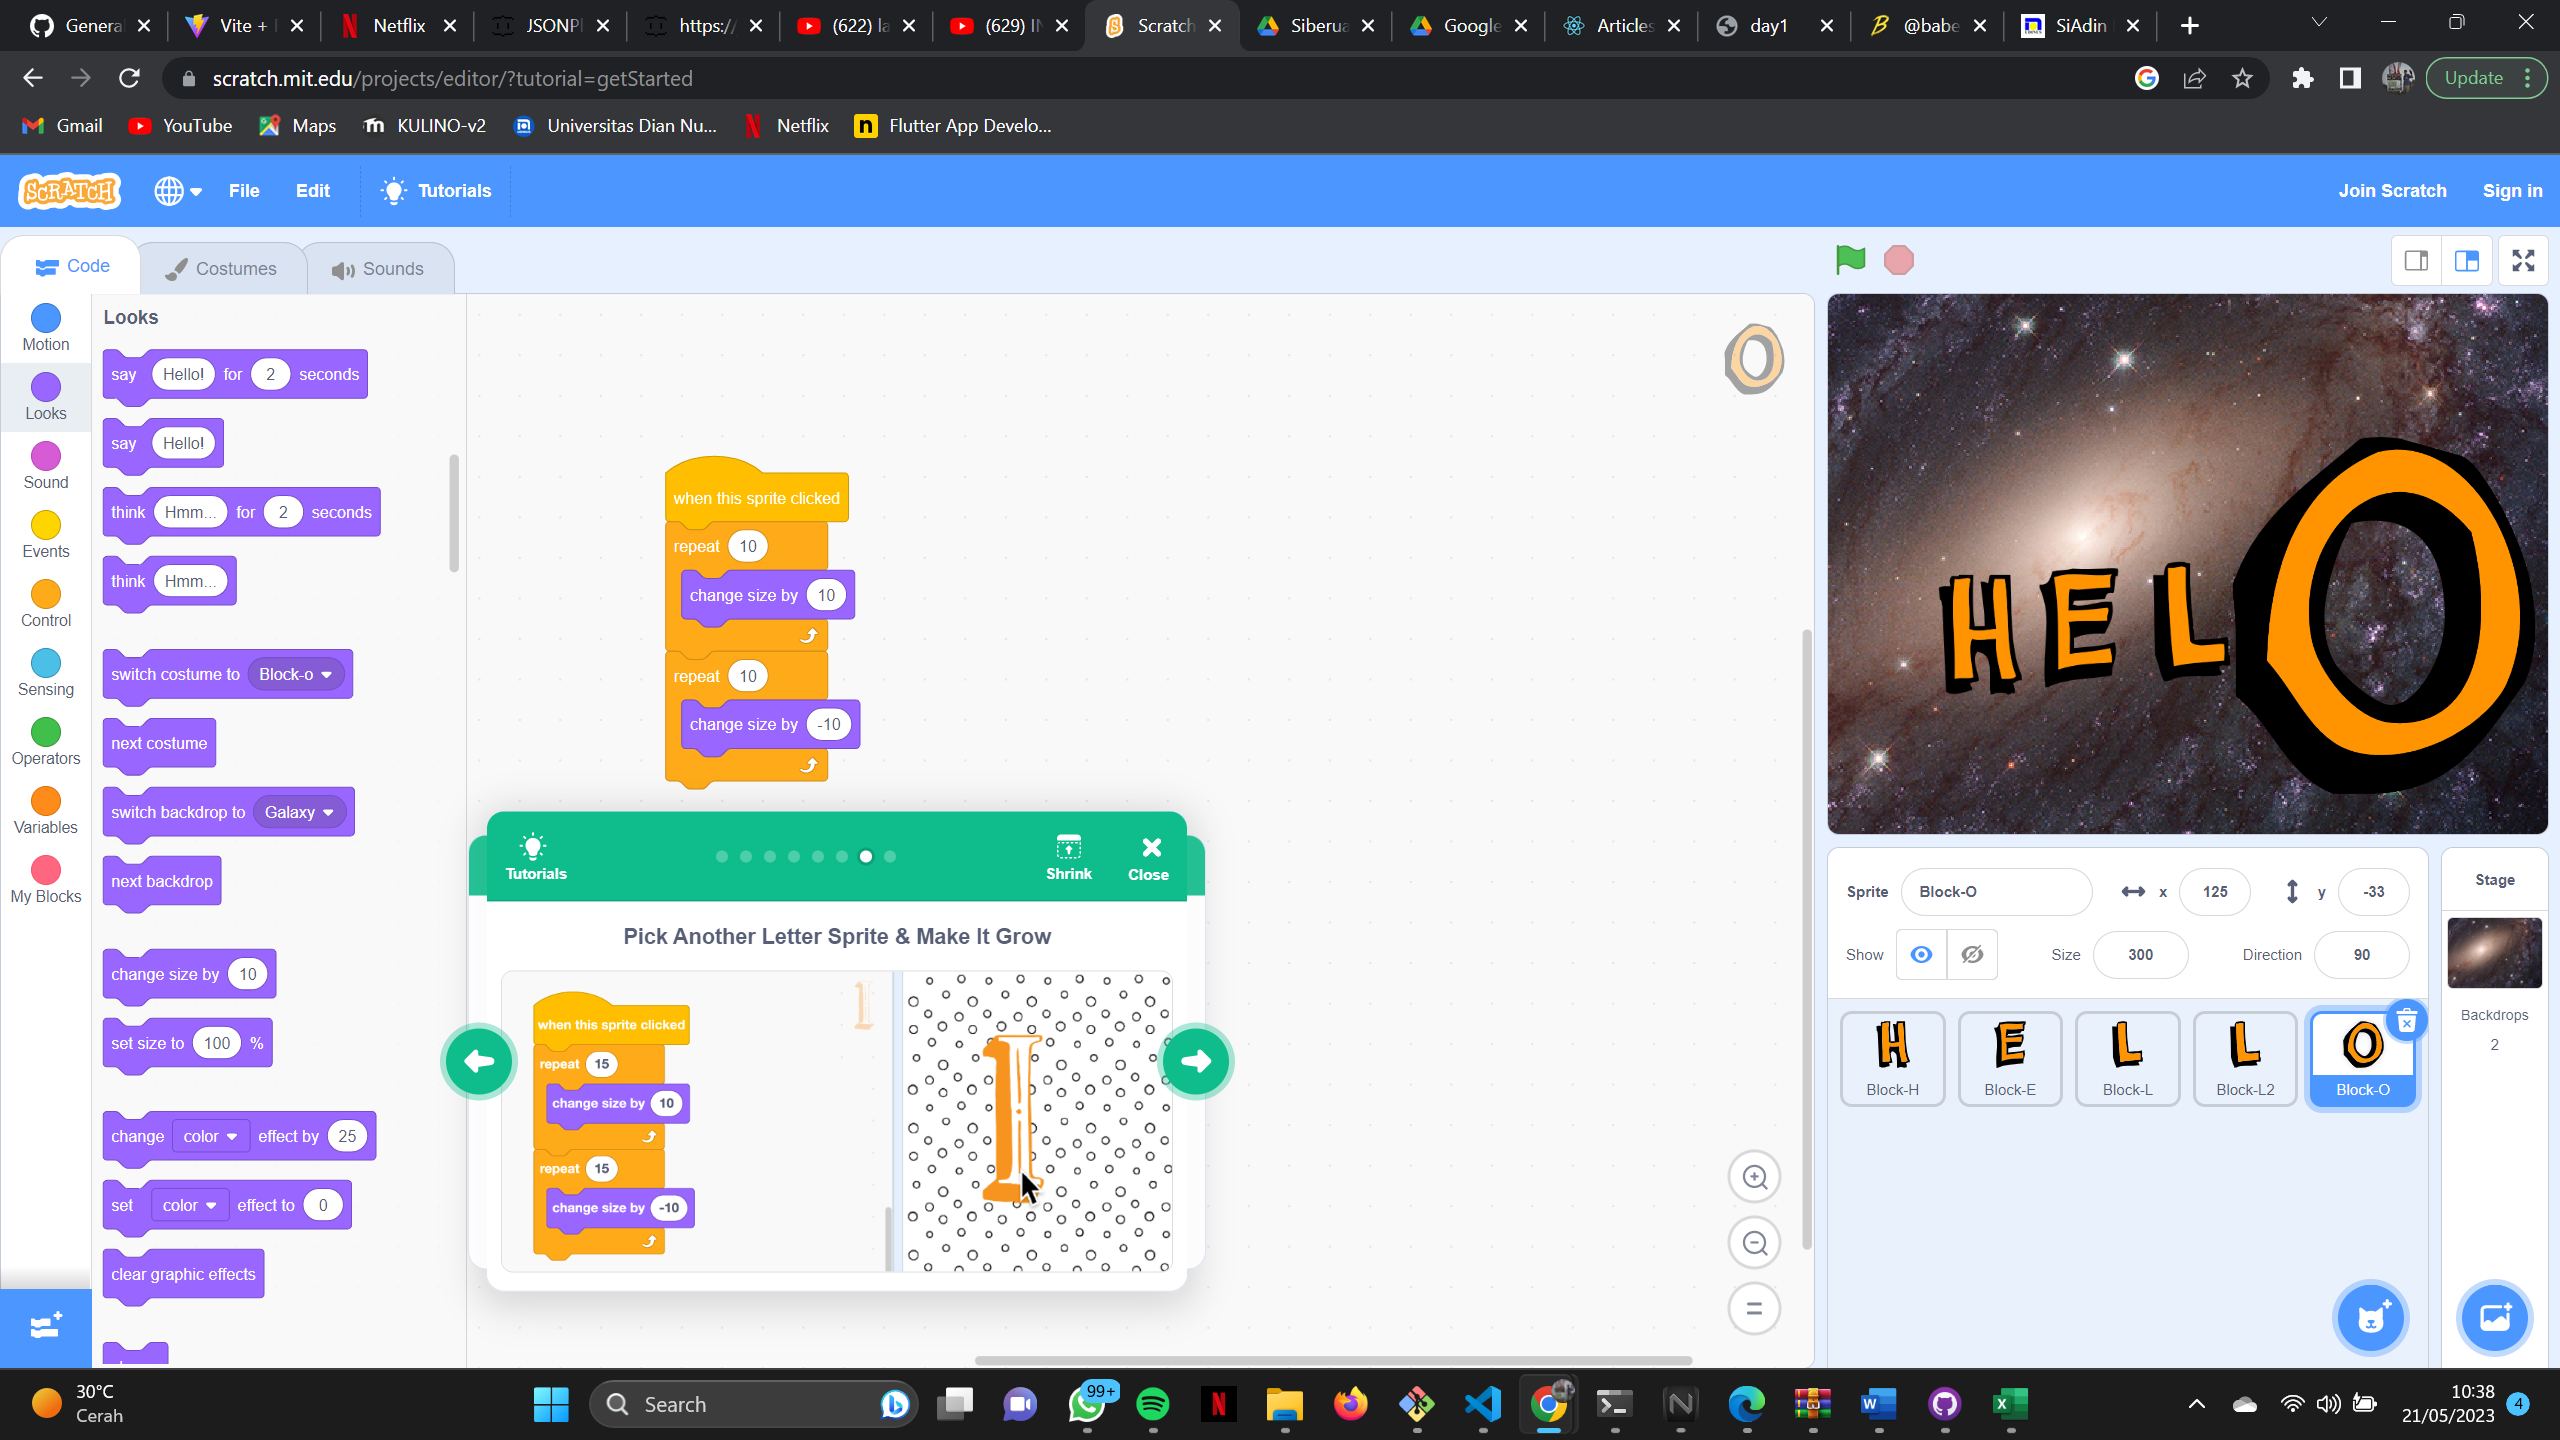 Genera
Vite +
Netflix
JSONPl
https:/
(622) la
(629) I
Scratch
Siberua
Google
Articles
day1
@babe
SiAdin
scratch.mit.edu/projects/editor/?tutorial=getStarted
Update
Gmail
YouTube
Maps
KULINO-v2
Universitas Dian Nu...
Netflix
Flutter App Develo...
SCRATCH
File
Edit
Tutorials
Join Scratch
Sign in
Code
Costumes
Sounds
Motion
Looks
Sound
Events
Control
Sensing
Operators
Variables
My Blocks
Looks
say Hello! for 2 seconds
say Hello!
think Hmm... for 2 seconds
think Hmm...
switch costume to Block-o
next costume
switch backdrop to Galaxy
next backdrop
change size by 10
set size to 100 %
change color effect by 25
set color effect to 0
clear graphic effects
O
when this sprite clicked
repeat 10
change size by 10
repeat 10
change size by -10
Tutorials
Shrink
Close
Pick Another Letter Sprite & Make It Grow
when this sprite clicked
repeat 15
change size by 10
repeat 15
change size by -10
I
I
H E L O
Sprite Block-O x 125 y -33
Show Size 300 Direction 90
H
Block-H
E
Block-E
L
Block-L
L
Block-L2
O
Block-O
Stage
Backdrops
2
30°C
Cerah
Search
99+
10:38
21/05/2023
4